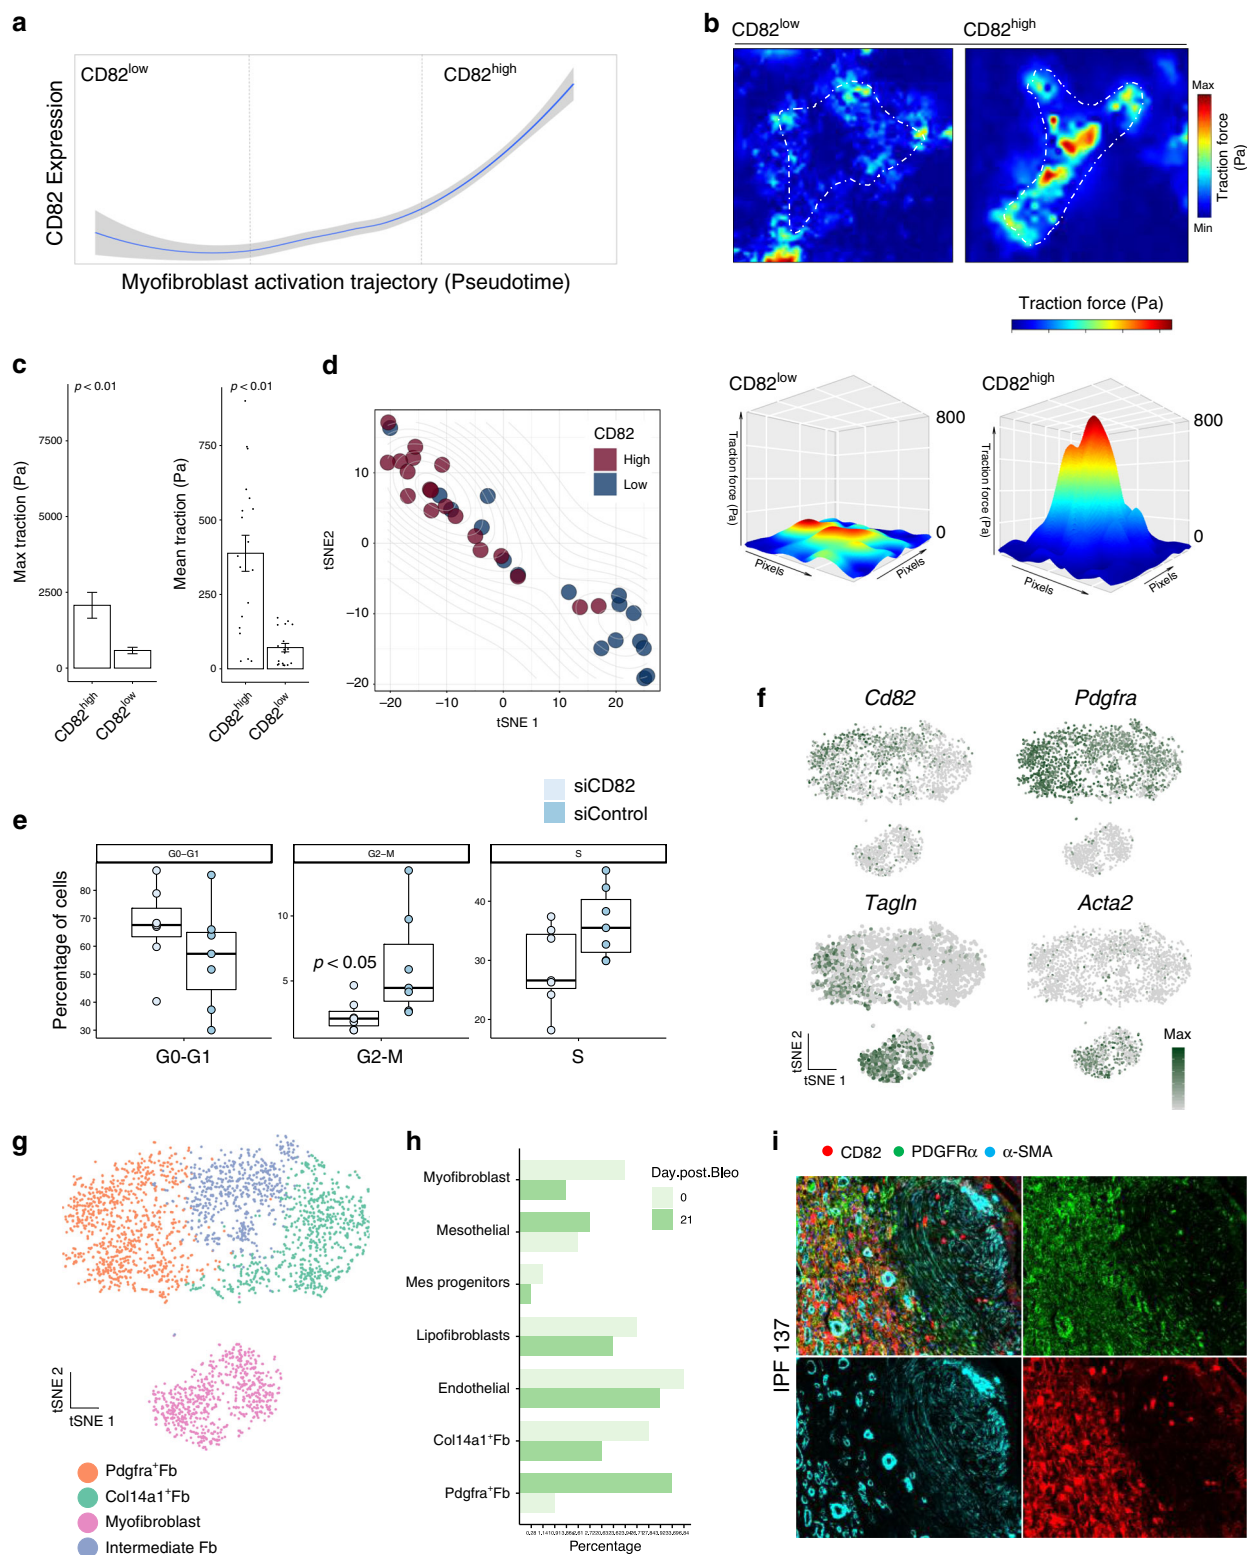 a
CD82low
CD82high
CD82 Expression
Myofibroblast activation trajectory (Pseudotime)
b
CD82low
CD82high
Max
Traction force (Pa)
Min
Traction force (Pa)
CD82low
CD82high
800
0
Traction force (Pa)
Pixels
Pixels
800
0
Traction force (Pa)
Pixels
Pixels
c
p < 0.01
Max traction (Pa)
7500
5000
2500
0
CD82high
CD82low
p < 0.01
Mean traction (Pa)
750
500
250
0
CD82high
CD82low
d
CD82
High
Low
tSNE2
10
0
−10
−20
−20
−10
0
10
20
tSNE 1
e
siCD82
siControl
Percentage of cells
G0−G1
80
70
60
50
40
30
G0-G1
G2−M
10
5
p < 0.05
G2-M
S
40
30
20
S
f
Cd82
Pdgfra
Tagln
Acta2
tSNE 2
tSNE 1
Max
g
tSNE 2
tSNE 1
Pdgfra+Fb
Col14a1+Fb
Myofibroblast
Intermediate Fb
h
Day.post.Bleo
0
21
Myofibroblast
Mesothelial
Mes progenitors
Lipofibroblasts
Endothelial
Col14a1+Fb
Pdgfra+Fb
Percentage
i
CD82
PDGFRα
α-SMA
IPF 137